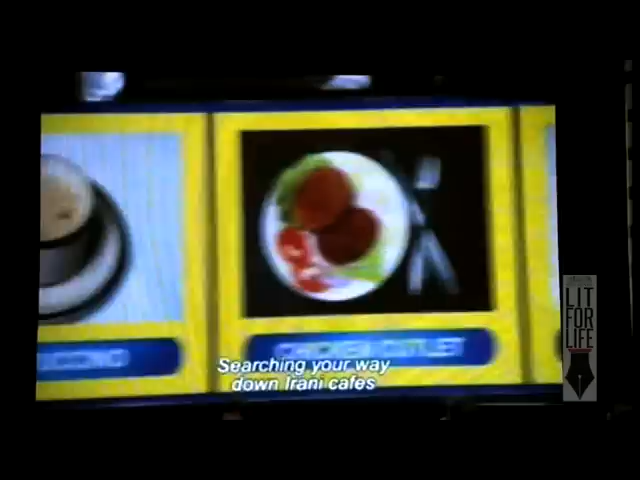 CHICKEN CUTLET
Searching your way
down Irani cafes
LIT
FOR
LIFE